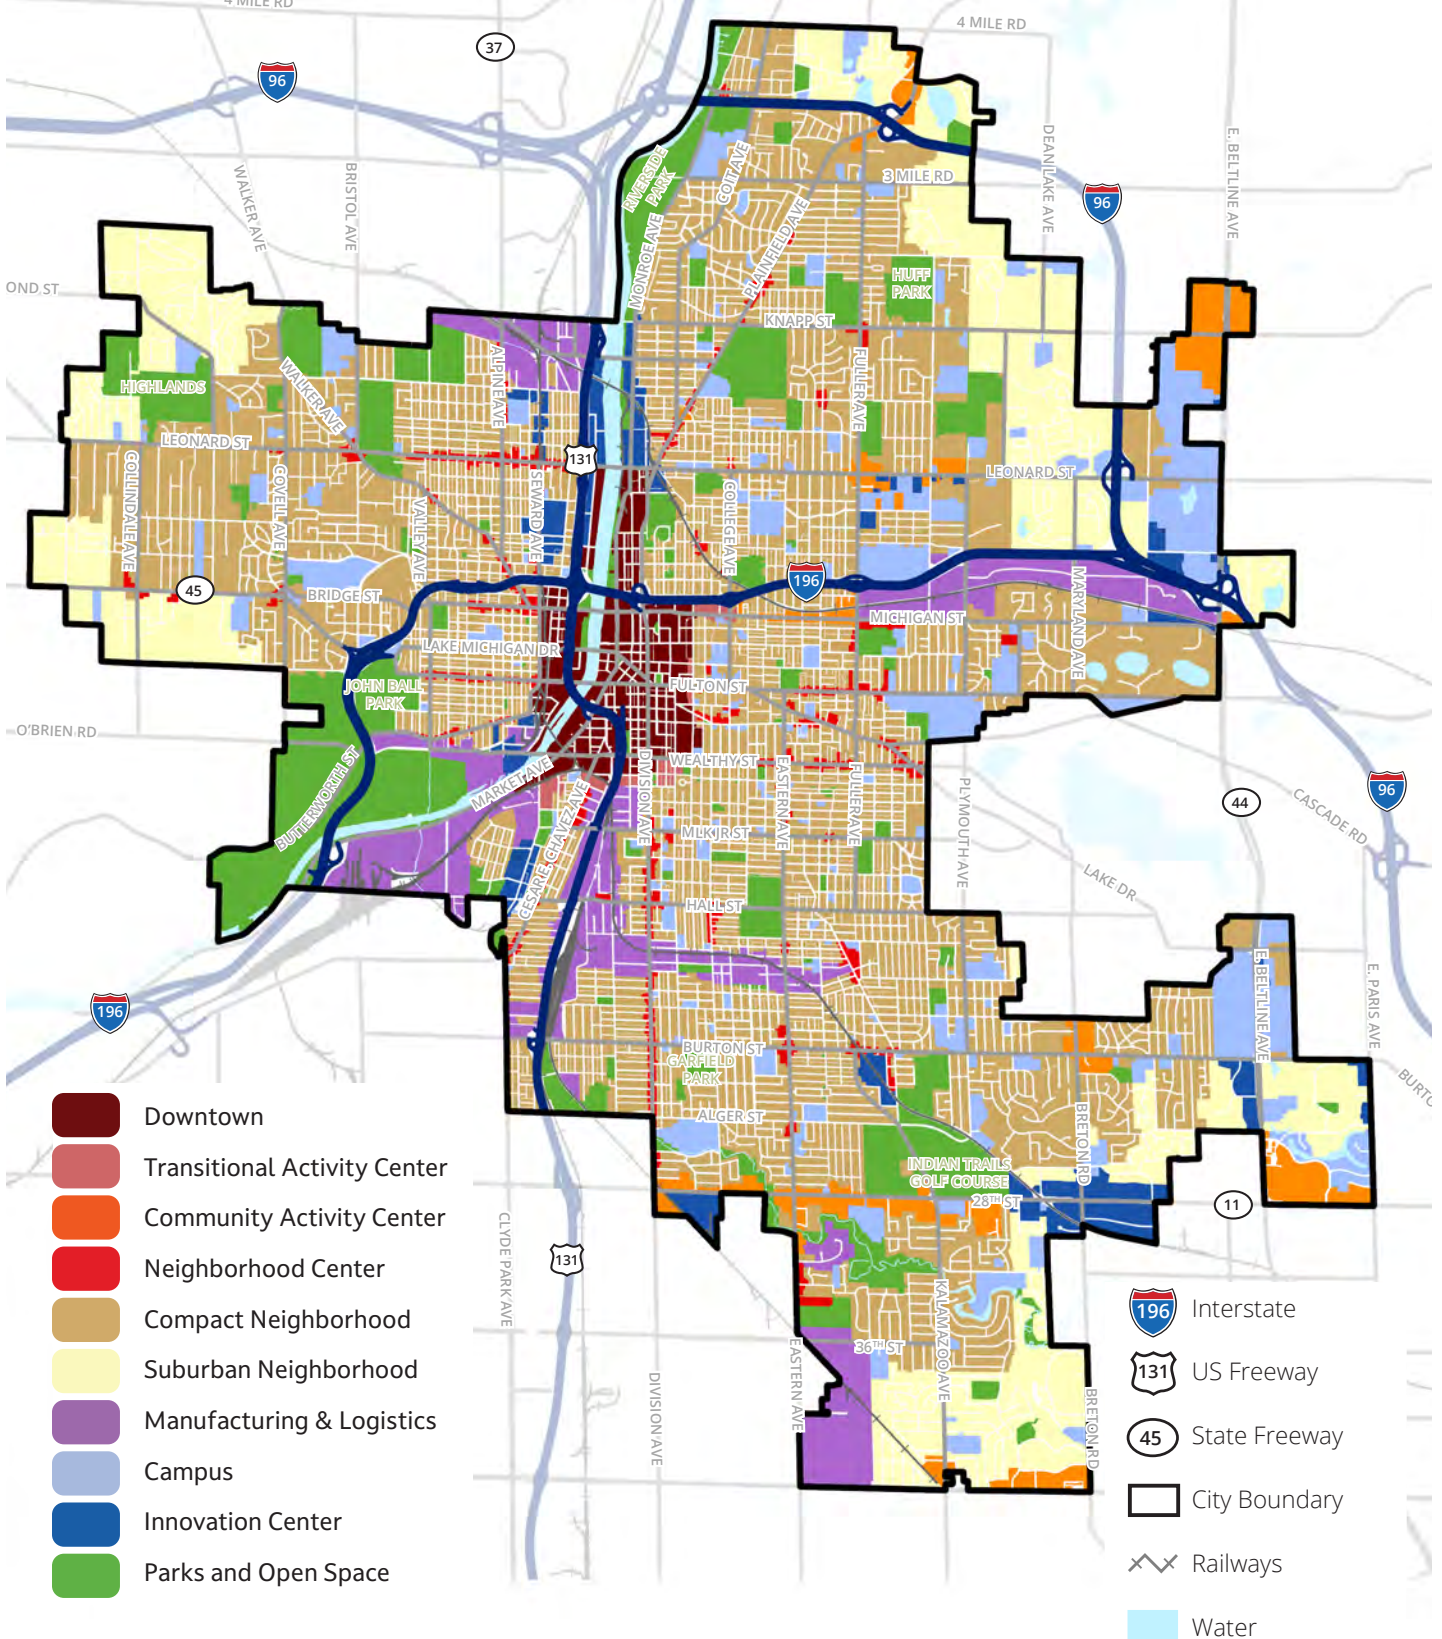 4 MILE RD
4 MILE RD
37
96
WALKER AVE
BRISTOL AVE
RIVERSIDE
PARK
COIT AVE
MONROE AVE
PLAINFIELD AVE
3 MILE RD
DEAN LAKE AVE
E. BELTLINE AVE
96
OND ST
HUFF
PARK
KNAPP ST
HIGHLANDS
WALKER AVE
ALPINE AVE
FULLER AVE
LEONARD ST
131
LEONARD ST
COLLINDALE AVE
COVELL AVE
VALLEY AVE
SEWARD AVE
COLLEGE AVE
45
BRIDGE ST
196
MICHIGAN ST
MARYLAND AVE
LAKE MICHIGAN DR
JOHN BALL
PARK
FULTON ST
O'BRIEN RD
BUTTERWORTH ST
MARKET AVE
CESAR E. CHAVEZ AVE
DIVISION AVE
WEALTHY ST
EASTERN AVE
FULLER AVE
MLK JR ST
HALL ST
PLYMOUTH AVE
44
CASCADE RD
96
LAKE DR
E. BELTLINE AVE
E. PARIS AVE
196
BURTON ST
GARFIELD
PARK
BURTO
ALGER ST
BRETON RD
INDIAN TRAILS
GOLF COURSE
28TH ST
11
CLYDE PARK AVE
131
KALAMAZOO AVE
36TH ST
EASTERN AVE
DIVISION AVE
BRETON RD
Downtown
Transitional Activity Center
Community Activity Center
Neighborhood Center
Compact Neighborhood
Suburban Neighborhood
Manufacturing & Logistics
Campus
Innovation Center
Parks and Open Space
196 Interstate
131 US Freeway
45 State Freeway
City Boundary
Railways
Water